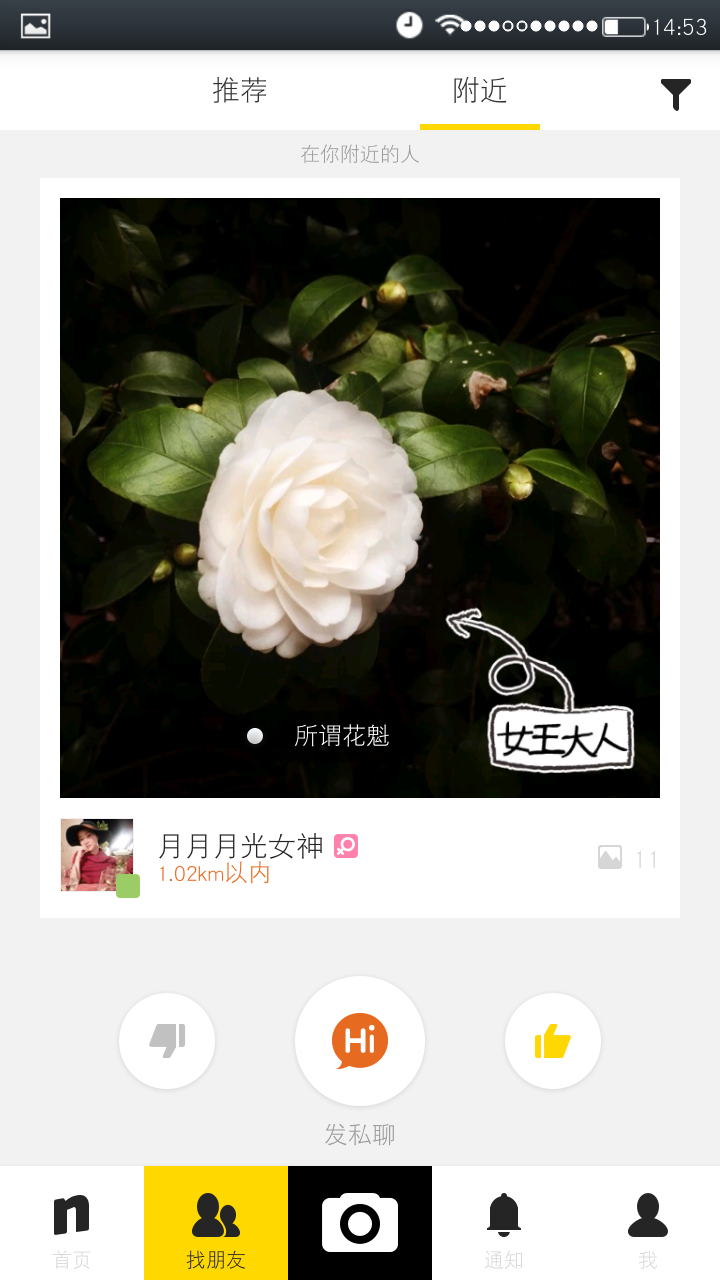 14:53
推荐
附近
在你附近的人
所谓花魁
女王大人
月月月光女神
1.02km以内
11
Hi
发私聊
n
首页
找朋友
通知
我